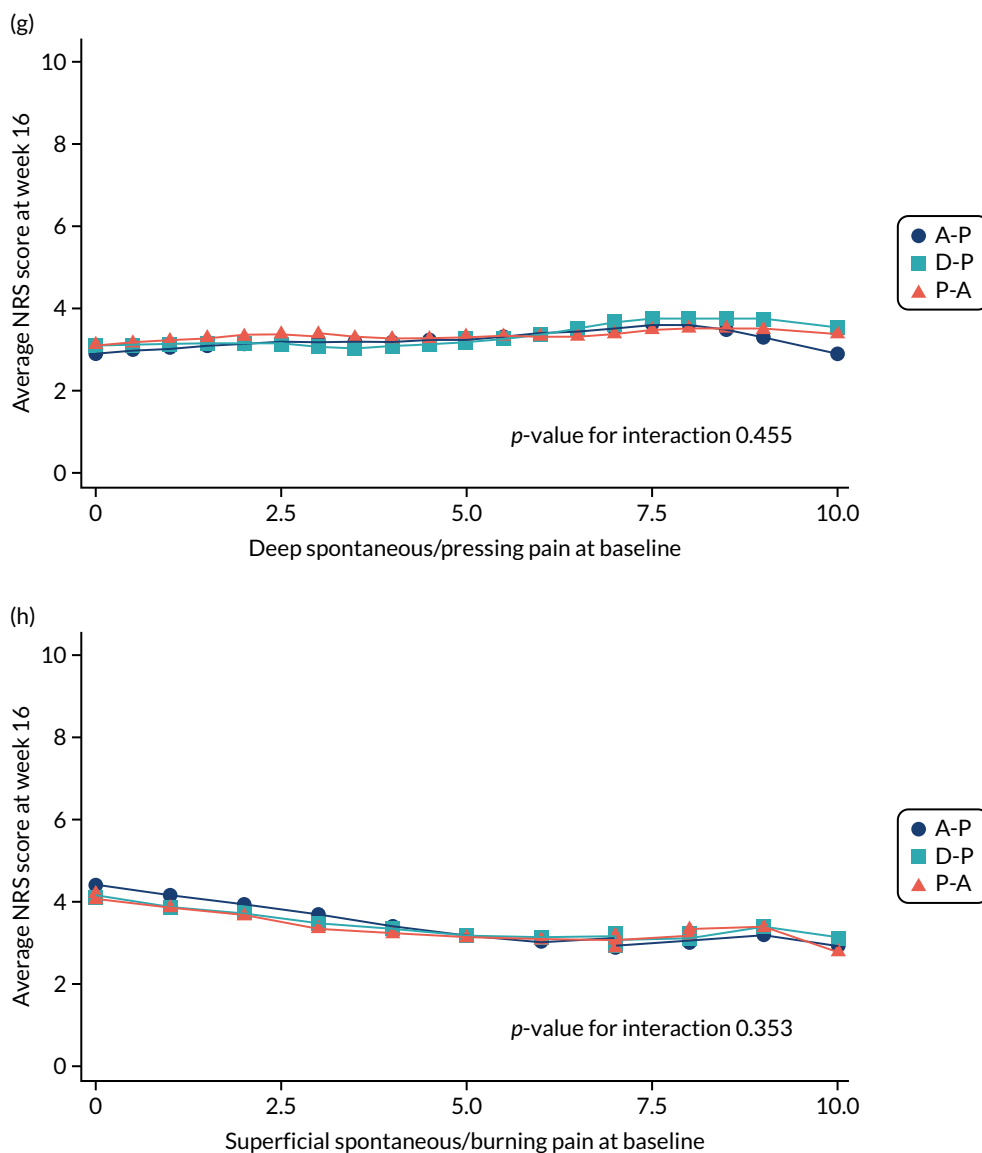 (g)
10
8
6
4
2
0
Average NRS score at week 16
A-P
D-P
P-A
p-value for interaction 0.455
0 2.5 5.0 7.5 10.0
Deep spontaneous/pressing pain at baseline
(h)
10
8
6
4
2
0
Average NRS score at week 16
A-P
D-P
P-A
p-value for interaction 0.353
0 2.5 5.0 7.5 10.0
Superficial spontaneous/burning pain at baseline